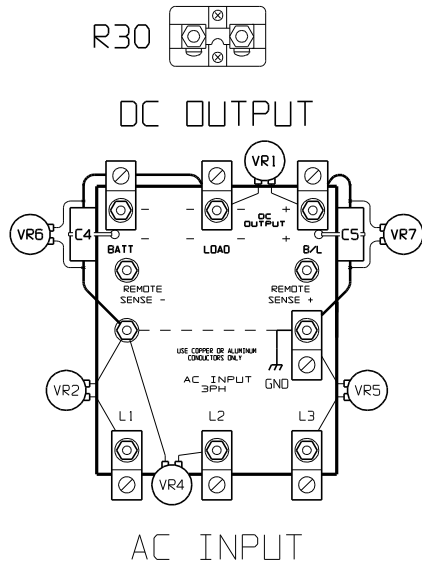 R30
DC OUTPUT
VR1
VR6
C4
- - - +
DC
OUTPUT
- - - +
C5
VR7
BATT
LOAD
B/L
REMOTE
SENSE -
REMOTE
SENSE +
USE COPPER OR ALUMINUM
CONDUCTORS ONLY
AC INPUT
3PH
GND
VR2
VR5
L1
L2
L3
VR4
AC INPUT